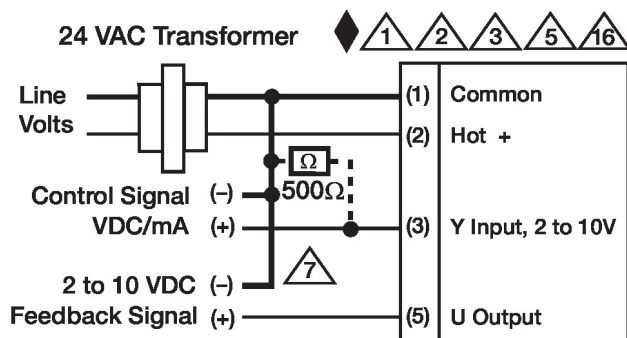 24 VAC Transformer 1 2 3 5 16
Line Volts
(1) Common
(2) Hot +
Ω
500Ω
Control Signal (–)
VDC/mA (+)
(3) Y Input, 2 to 10V
7
2 to 10 VDC (–)
Feedback Signal (+)
(5) U Output